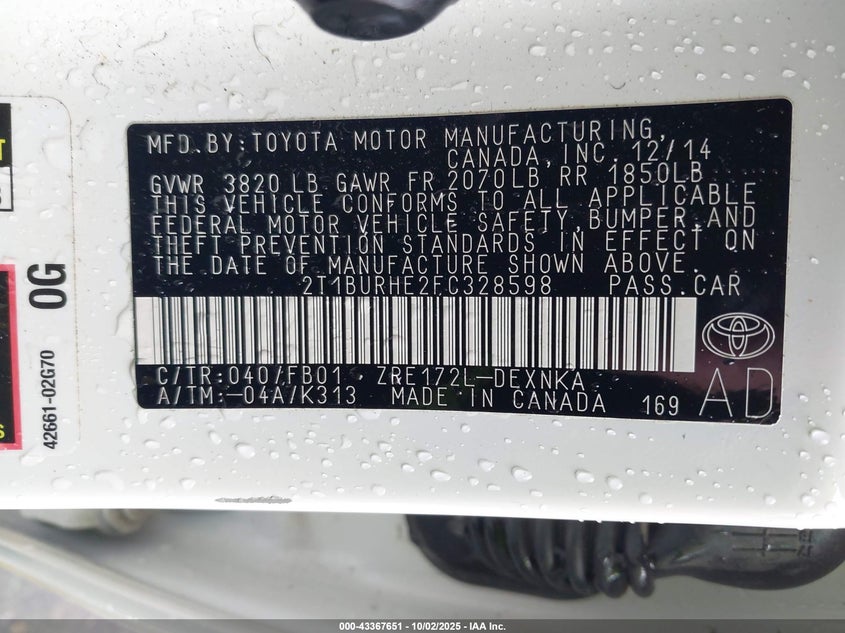 MFD. BY: TOYOTA MOTOR MANUFACTURING,
CANADA, INC. 12/14
GVWR 3820 LB GAWR FR 2070LB RR 1850LB
THIS VEHICLE CONFORMS TO ALL APPLICABLE
FEDERAL MOTOR VEHICLE SAFETY, BUMPER, AND
THEFT PREVENTION STANDARDS IN EFFECT ON
THE DATE OF MANUFACTURE SHOWN ABOVE.
2T1BURHE2FC328598 PASS. CAR
C/TR: 040/FB01 ZRE172L-DEXNKA
A/TM: -04A/K313 MADE IN CANADA 169 AD
0G
42661-02G70
000-43367651 | 10/02/2025 | IAA Inc.